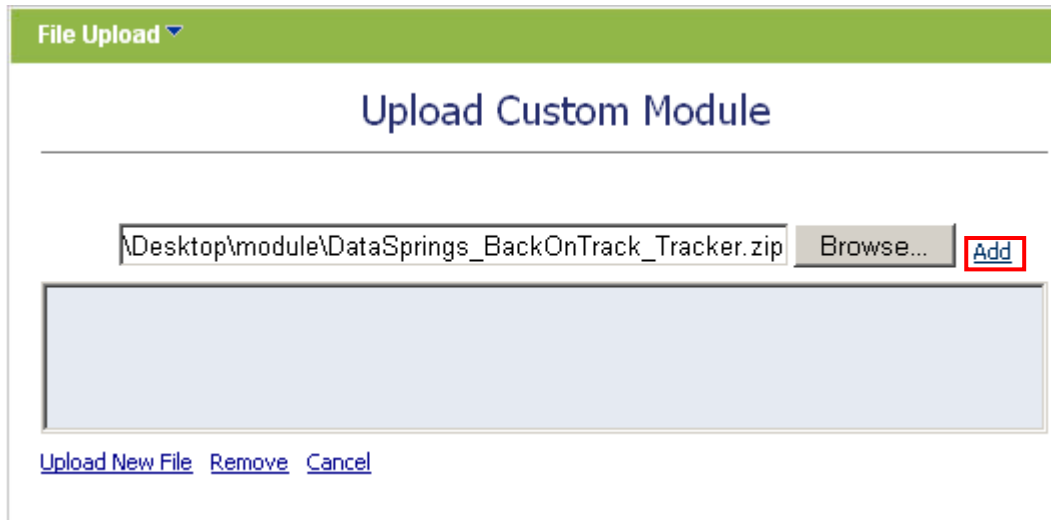 File Upload
Upload Custom Module
\Desktop\module\DataSprings_BackOnTrack_Tracker.zip Browse... Add
Upload New File Remove Cancel